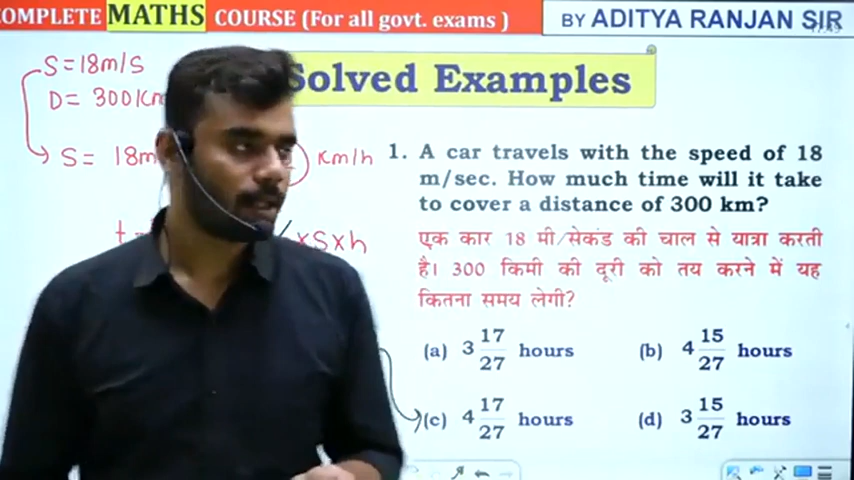 COMPLETE MATHS COURSE (For all govt. exams )
BY ADITYA RANJAN SIR
Solved Examples
S=18m/s
D= 300km
S= 18m
km/h
t=
x5xh
1. A car travels with the speed of 18
m/sec. How much time will it take
to cover a distance of 300 km?
एक कार 18 मी/सेकंड की चाल से यात्रा करती
है। 300 किमी की दूरी को तय करने में यह
कितना समय लेगी?
(a) 3 17/27 hours
(b) 4 15/27 hours
(c) 4 17/27 hours
(d) 3 15/27 hours